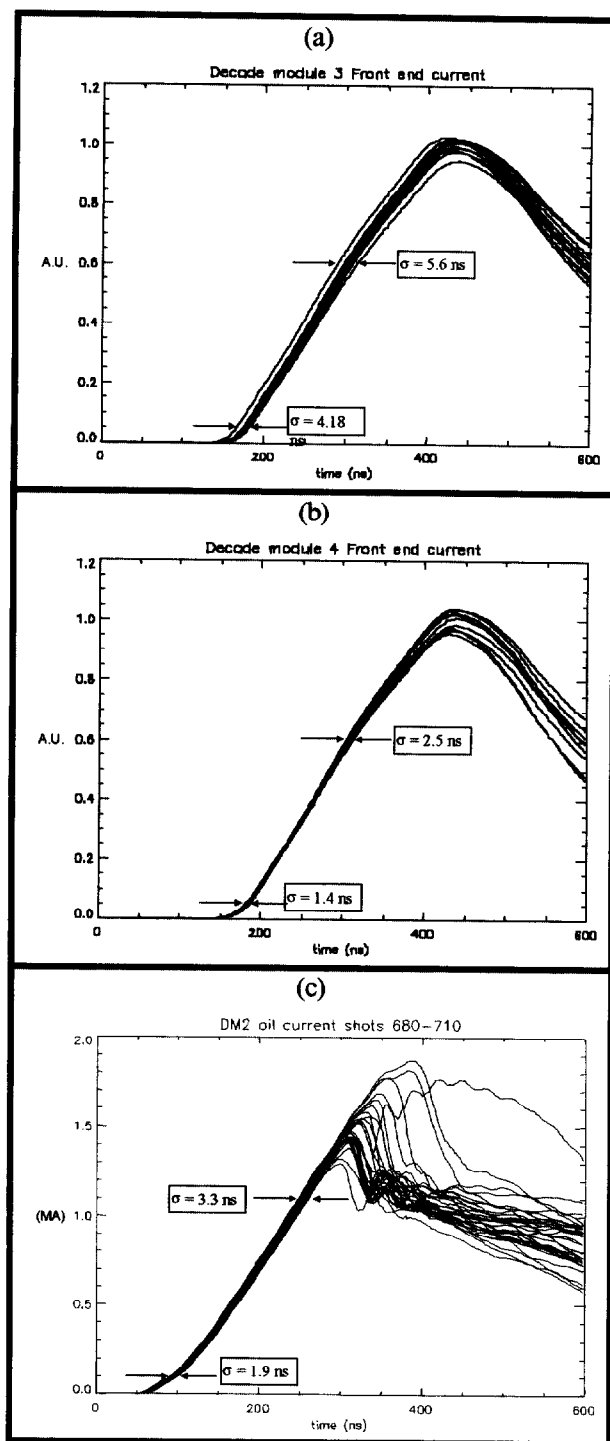 (a)
Decade module 3 Front end current
1.2
1.0
0.8
A.U. 0.6
σ = 5.6 ns
0.4
0.2
σ = 4.18
ns
0.0
0 200 400 600
time (ns)
(b)
Decade module 4 Front end current
1.2
1.0
0.8
A.U. 0.6
σ = 2.5 ns
0.4
0.2
σ = 1.4 ns
0.0
0 200 400 600
time (ns)
(c)
DM2 oil current shots 680-710
2.0
1.5
σ = 3.3 ns
(MA) 1.0
0.5
σ = 1.9 ns
0.0
0 200 400 600
time (ns)